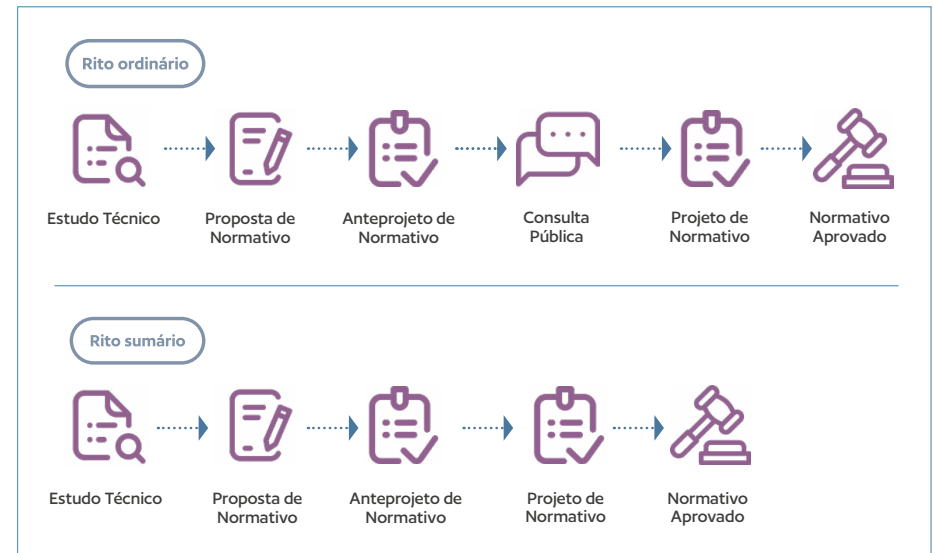 Rito ordinário
Estudo Técnico
Proposta de
Normativo
Anteprojeto de
Normativo
Consulta
Pública
Projeto de
Normativo
Normativo
Aprovado
Rito sumário
Estudo Técnico
Proposta de
Normativo
Anteprojeto de
Normativo
Projeto de
Normativo
Normativo
Aprovado